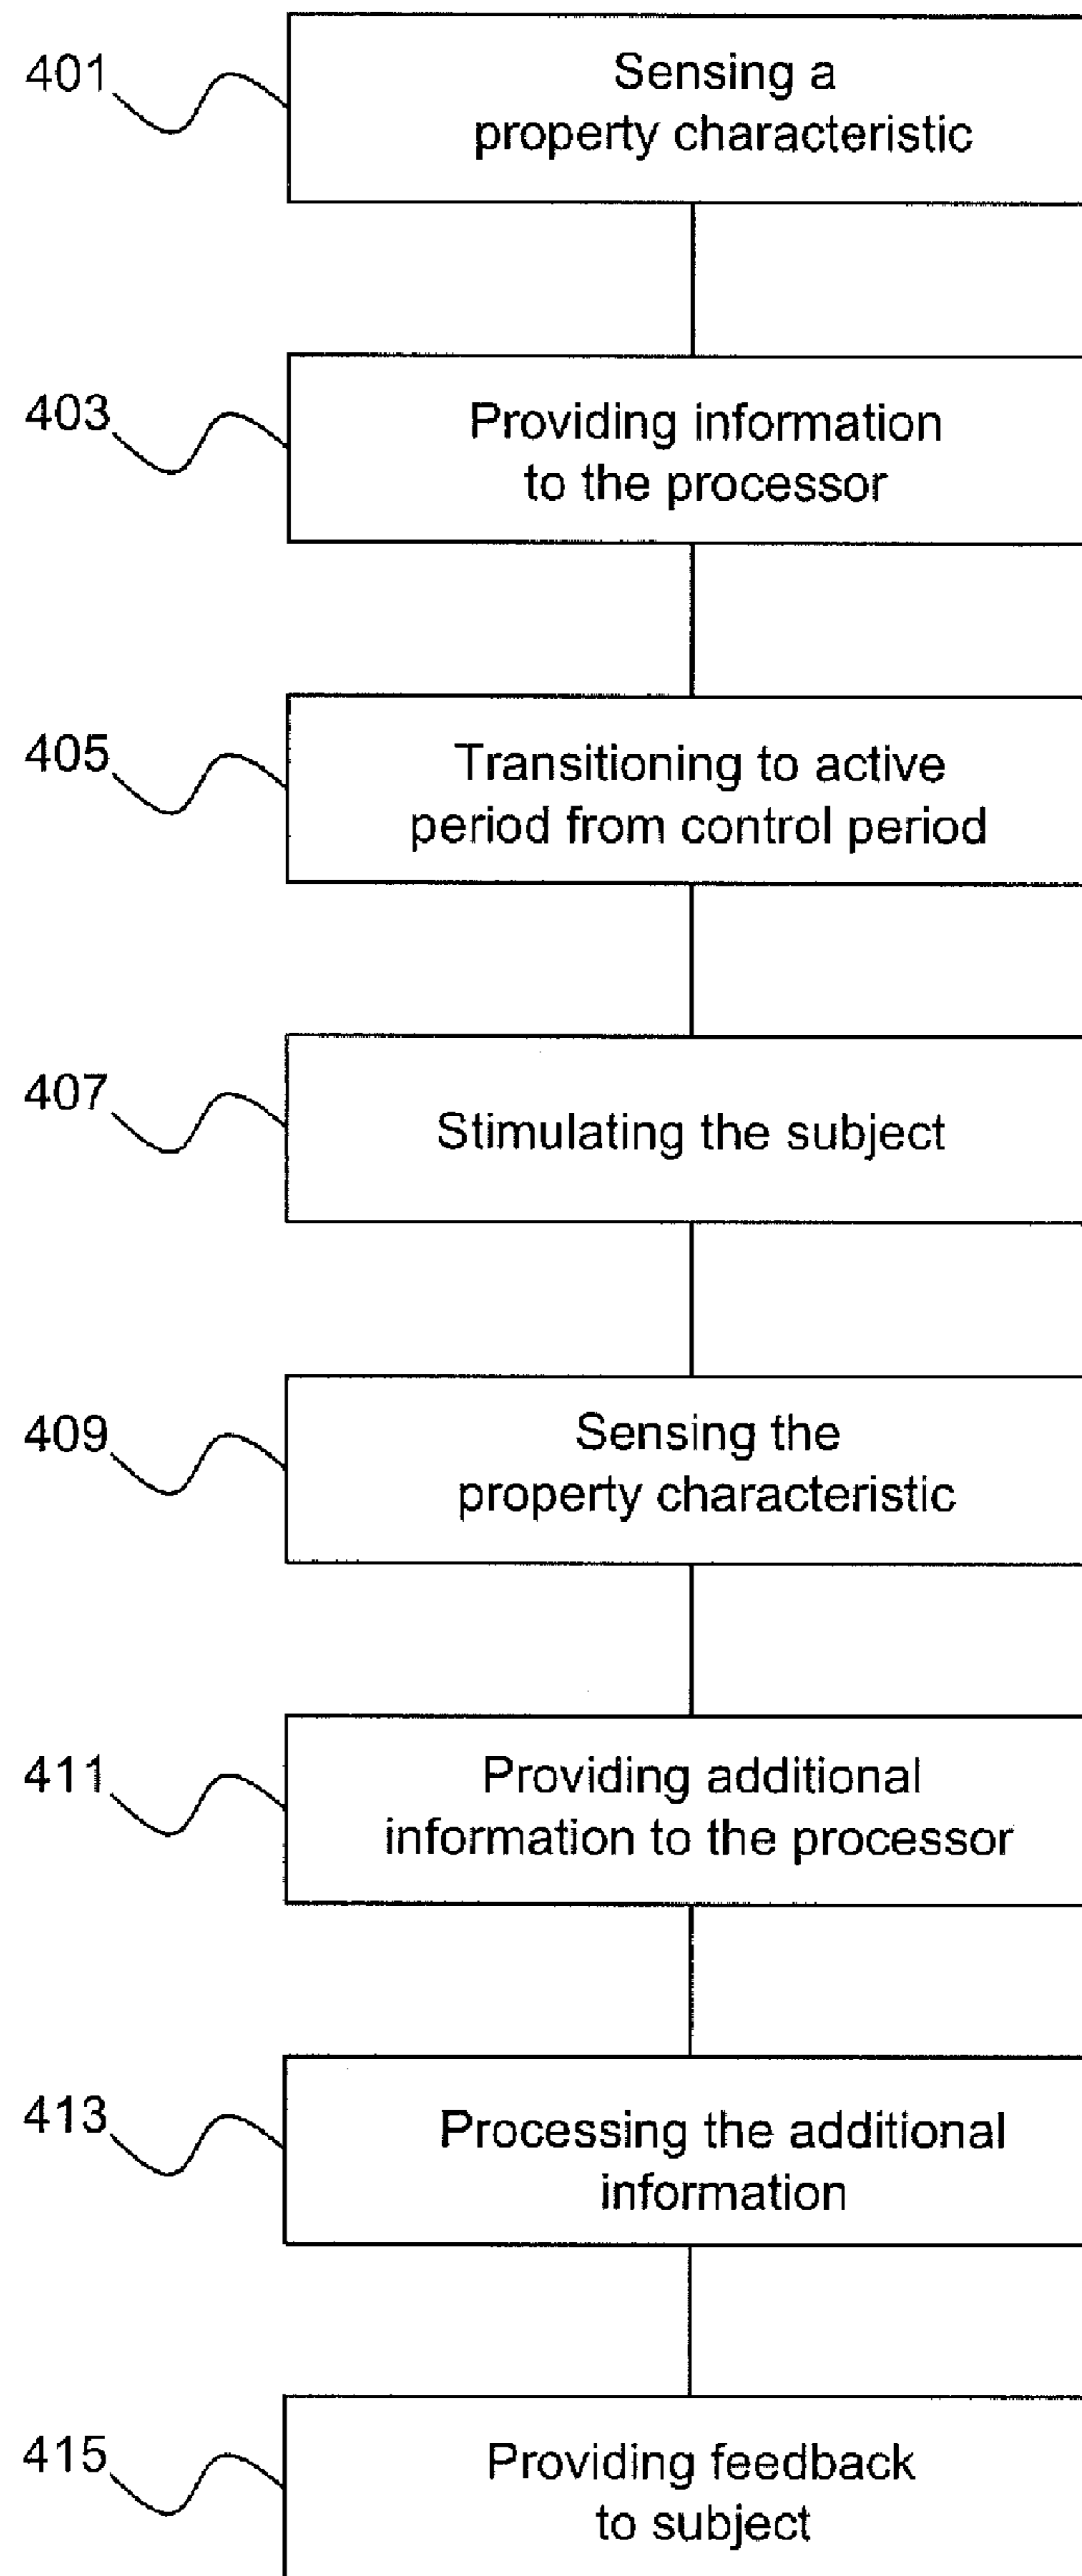 401
Sensing a
property characteristic
403
Providing information
to the processor
405
Transitioning to active
period from control period
407
Stimulating the subject
409
Sensing the
property characteristic
411
Providing additional
information to the processor
413
Processing the additional
information
415
Providing feedback
to subject